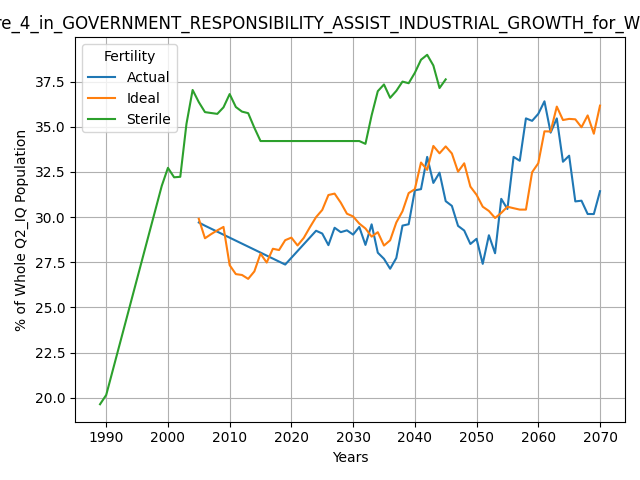 re_4_in_GOVERNMENT_RESPONSIBILITY_ASSIST_INDUSTRIAL_GROWTH_for_W
Fertility
Actual
Ideal
Sterile
% of Whole Q2_IQ Population
37.5
35.0
32.5
30.0
27.5
25.0
22.5
20.0
1990 2000 2010 2020 2030 2040 2050 2060 2070
Years